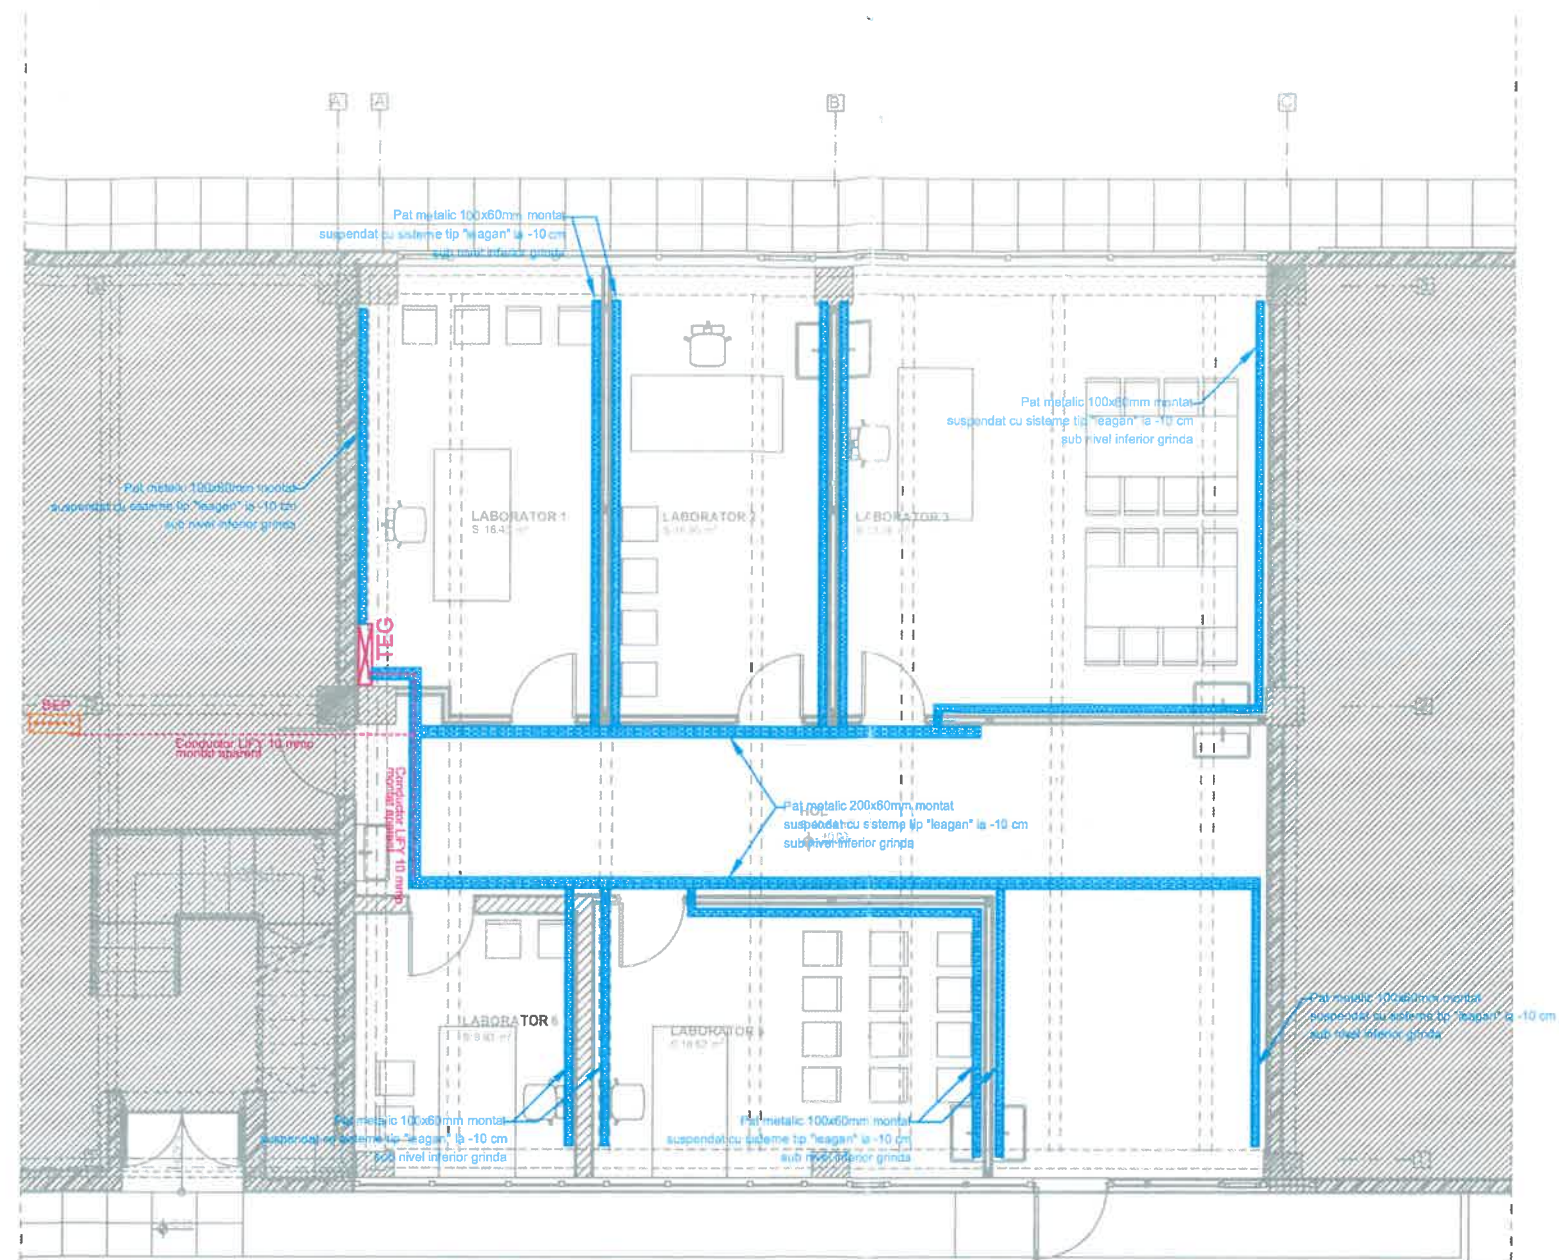 A'
A
B
C
Pat metalic 100x60mm montat
suspendat cu sisteme tip "leagan" la -10 cm
sub nivel inferior grinda
Pat metalic 100x60mm montat
suspendat cu sisteme tip "leagan" la -10 cm
sub nivel inferior grinda
Pat metalic 100x60mm montat
suspendat cu sisteme tip "leagan" la -10 cm
sub nivel inferior grinda
LABORATOR 1
LABORATOR 2
LABORATOR 3
TEG
BEP
Conductor LIFY 10 mmp
montat aparent
Conductor LIFY 10 mmp
montat aparent
HOL
Pat metalic 200x60mm montat
suspendat cu sisteme tip "leagan" la -10 cm
sub nivel inferior grinda
Pat metalic 100x60mm montat
suspendat cu sisteme tip "leagan" la -10 cm
sub nivel inferior grinda
LABORATOR
LABORATOR
Pat metalic 100x60mm montat
suspendat cu sisteme tip "leagan" la -10 cm
sub nivel inferior grinda
Pat metalic 100x60mm montat
suspendat cu sisteme tip "leagan" la -10 cm
sub nivel inferior grinda